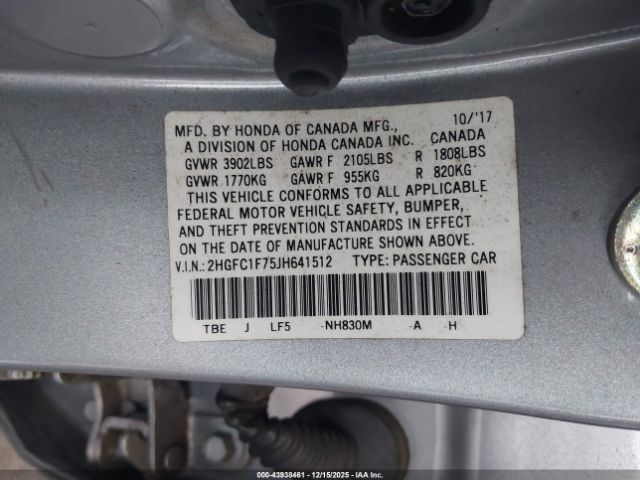 MFD. BY HONDA OF CANADA MFG., 10/'17
A DIVISION OF HONDA CANADA INC. CANADA
GVWR 3902LBS GAWR F 2105LBS R 1808LBS
GVWR 1770KG GAWR F 955KG R 820KG
THIS VEHICLE CONFORMS TO ALL APPLICABLE
FEDERAL MOTOR VEHICLE SAFETY, BUMPER,
AND THEFT PREVENTION STANDARDS IN EFFECT
ON THE DATE OF MANUFACTURE SHOWN ABOVE.
V.I.N.: 2HGFC1F75JH641512 TYPE: PASSENGER CAR
TBE J LF5 -NH830M -A -H
000-43938461 - 12/15/2025 - IAA Inc.